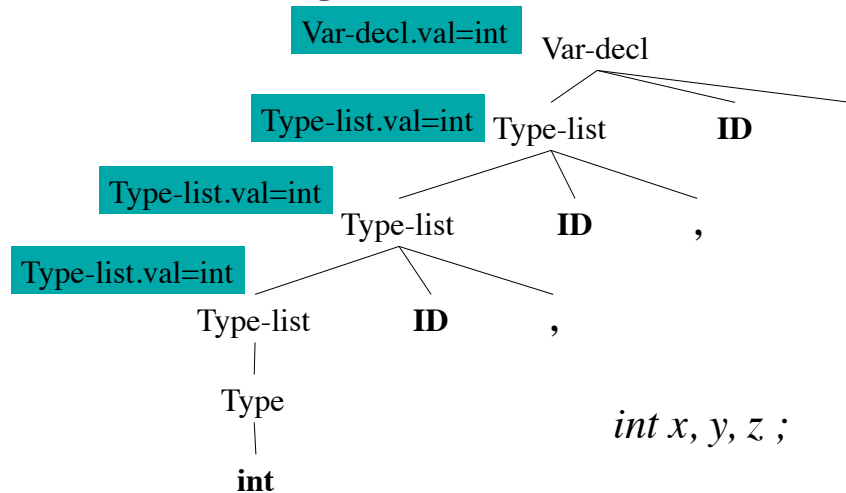 Var-decl.val=int
Var-decl
Type-list.val=int
Type-list
ID
Type-list.val=int
Type-list
ID
,
Type-list.val=int
Type-list
ID
,
Type
int x, y, z ;
int